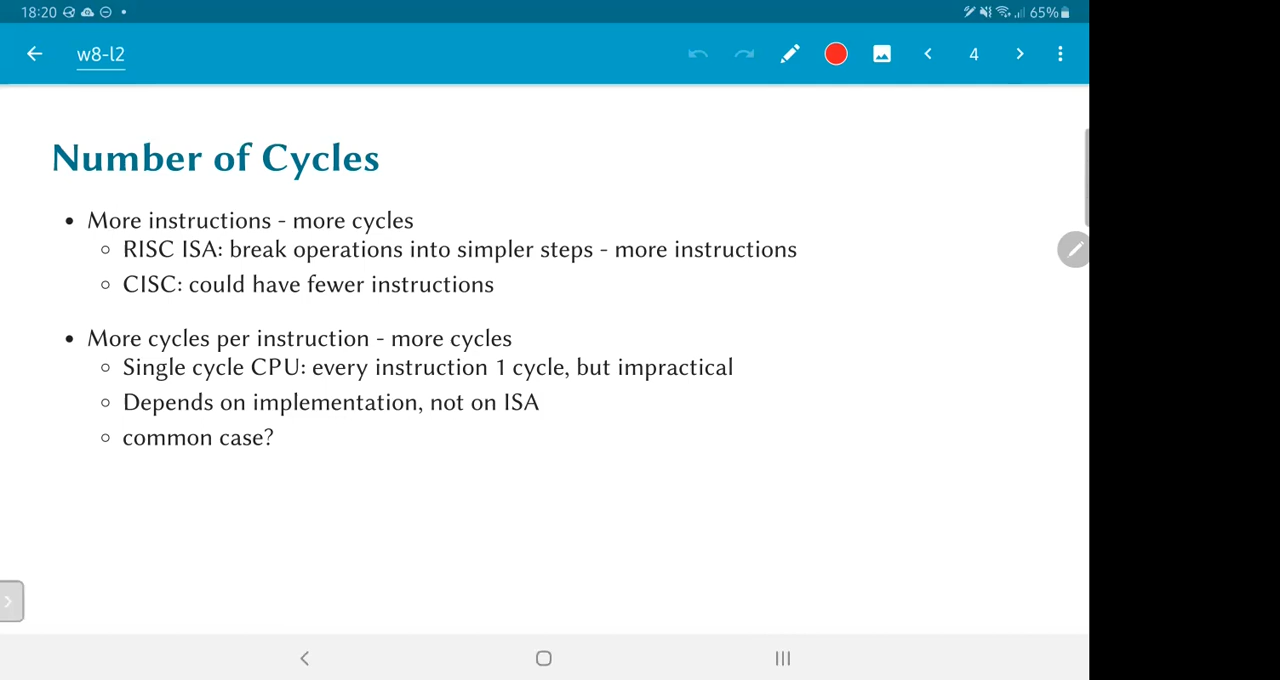 18:20 65%
w8-l2 4
Number of Cycles
• More instructions - more cycles
◦ RISC ISA: break operations into simpler steps - more instructions
◦ CISC: could have fewer instructions
• More cycles per instruction - more cycles
◦ Single cycle CPU: every instruction 1 cycle, but impractical
◦ Depends on implementation, not on ISA
◦ common case?